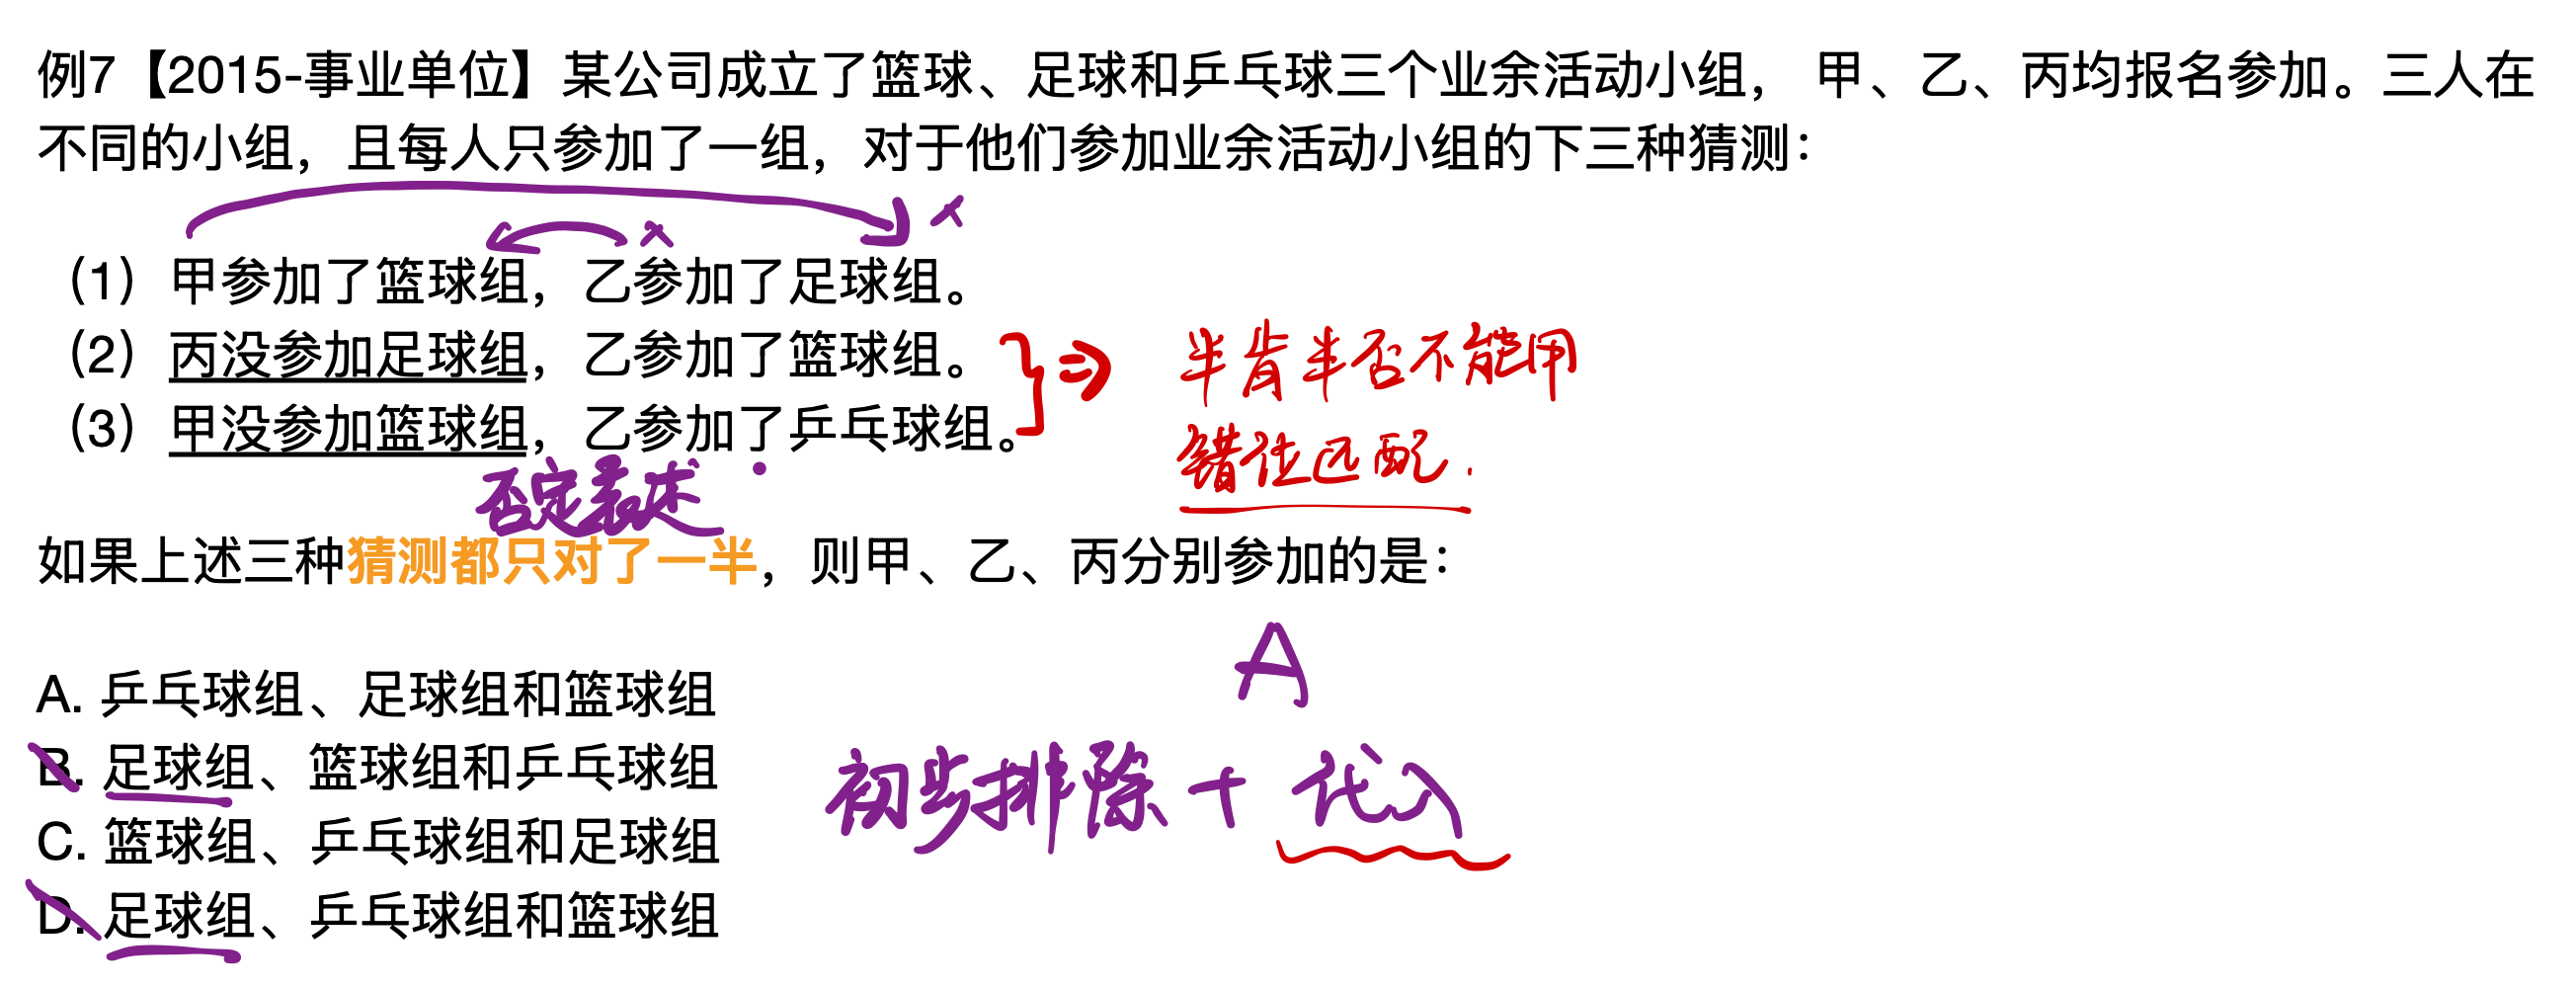 例7【2015-事业单位】某公司成立了篮球、足球和乒乓球三个业余活动小组， 甲、乙、丙均报名参加。三人在
不同的小组，且每人只参加了一组，对于他们参加业余活动小组的下三种猜测：
（1）甲参加了篮球组，乙参加了足球组。
（2）丙没参加足球组，乙参加了篮球组。
（3）甲没参加篮球组，乙参加了乒乓球组。
半肯半否不能用
错位匹配.
否定表述
如果上述三种猜测都只对了一半，则甲、乙、丙分别参加的是：
A
A. 乒乓球组、足球组和篮球组
B. 足球组、篮球组和乒乓球组
初步排除+代入
C. 篮球组、乒乓球组和足球组
D. 足球组、乒乓球组和篮球组